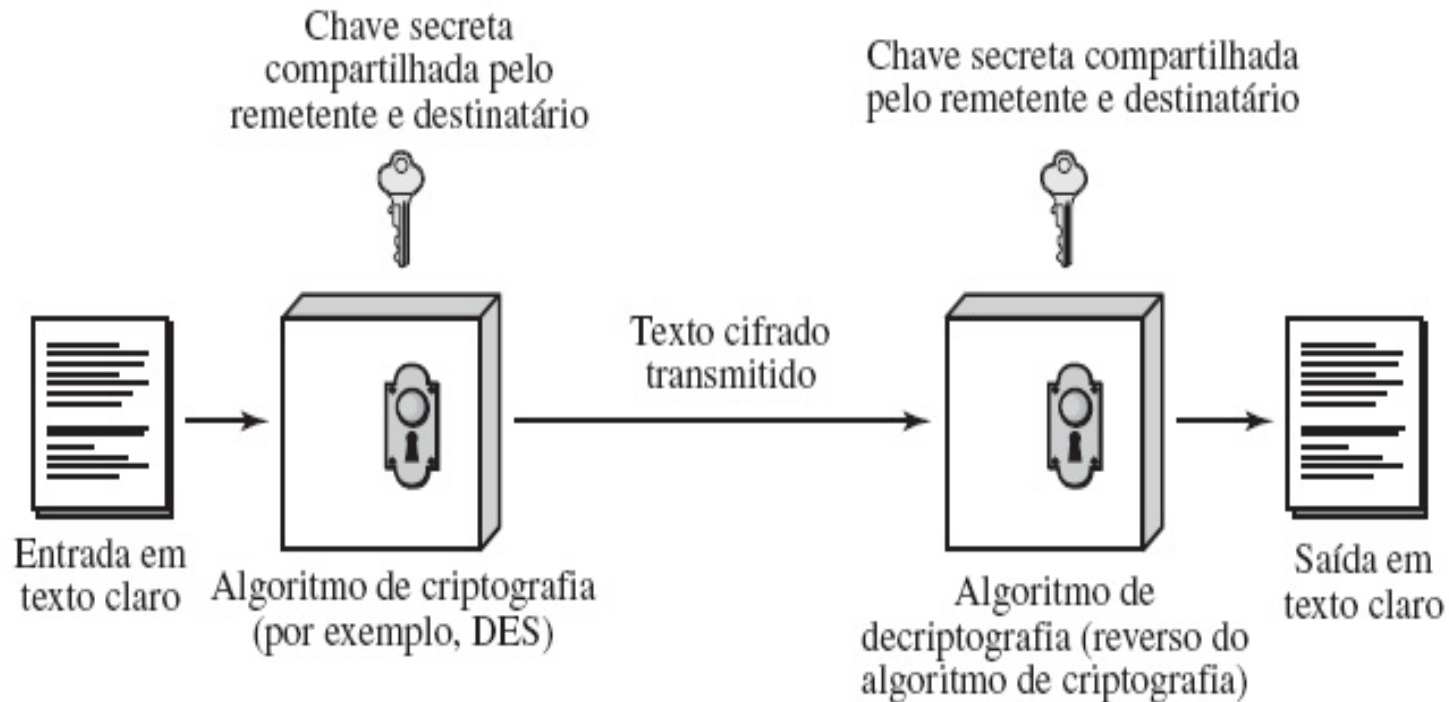 Chave secreta
compartilhada pelo
remetente e destinatário
Chave secreta compartilhada
pelo remetente e destinatário
Texto cifrado
transmitido
Entrada em
texto claro
Algoritmo de criptografia
(por exemplo, DES)
Algoritmo de
decriptografia (reverso do
algoritmo de criptografia)
Saída em
texto claro